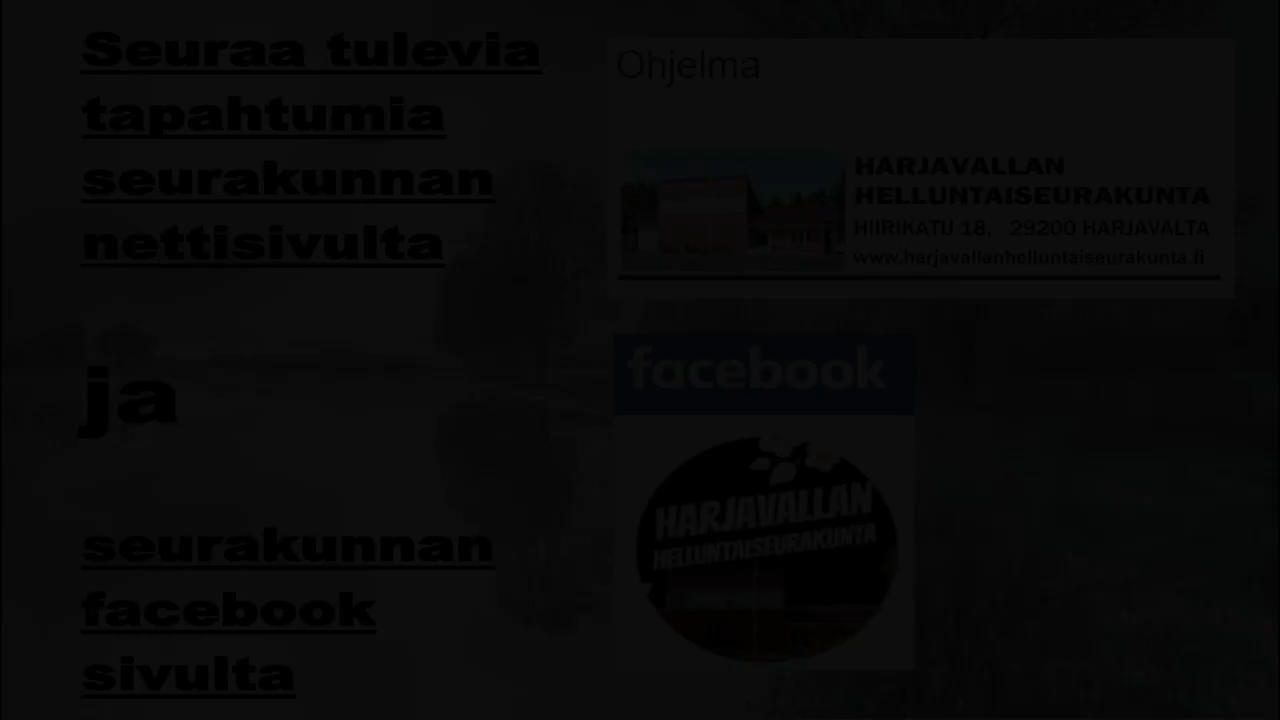 Seuraa tulevia
tapahtumia
seurakunnan
nettisivulta
ja
seurakunnan
facebook
sivulta
Ohjelma
HARJAVALLAN
HELLUNTAISEURAKUNTA
HIIRIKATU 18, 29200 HARJAVALTA
www.harjavallanhelluntaiseurakunta.fi
facebook
HARJAVALLAN
HELLUNTAISEURAKUNTA